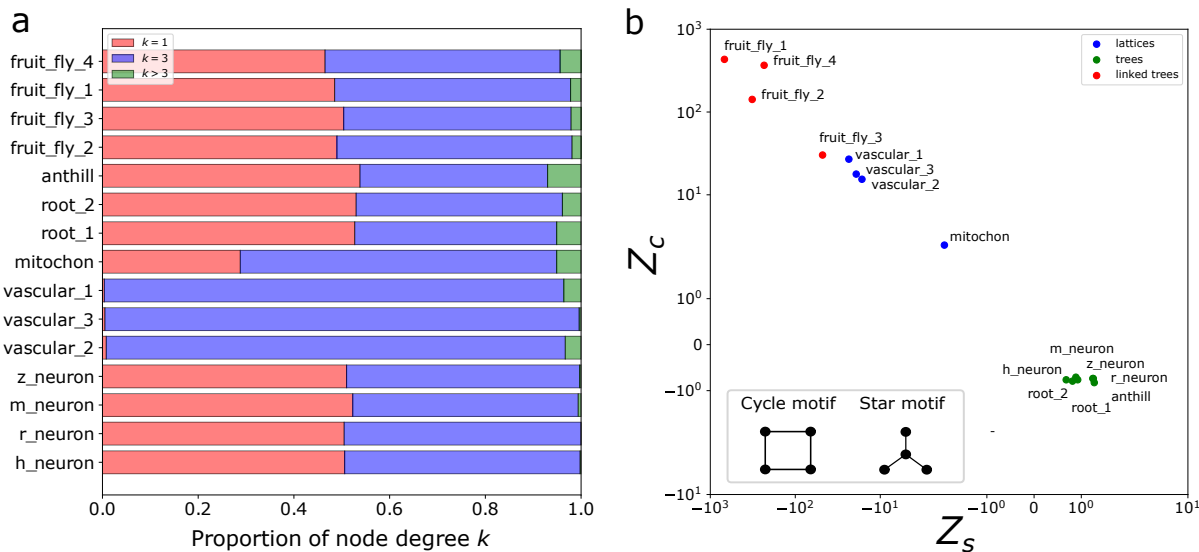 a
k = 1
k = 3
k > 3
fruit_fly_4
fruit_fly_1
fruit_fly_3
fruit_fly_2
anthill
root_2
root_1
mitochon
vascular_1
vascular_3
vascular_2
z_neuron
m_neuron
r_neuron
h_neuron
0.0 0.2 0.4 0.6 0.8 1.0
Proportion of node degree k
b
lattices
trees
linked trees
10³
10²
10¹
10⁰
0
−10⁰
−10¹
Z_c
fruit_fly_1
fruit_fly_4
fruit_fly_2
fruit_fly_3
vascular_1
vascular_3
vascular_2
mitochon
m_neuron
h_neuron z_neuron
r_neuron
root_2 anthill
root_1
Cycle motif Star motif
−10³ −10² −10¹ −10⁰ 0 10⁰ 10¹
Z_s